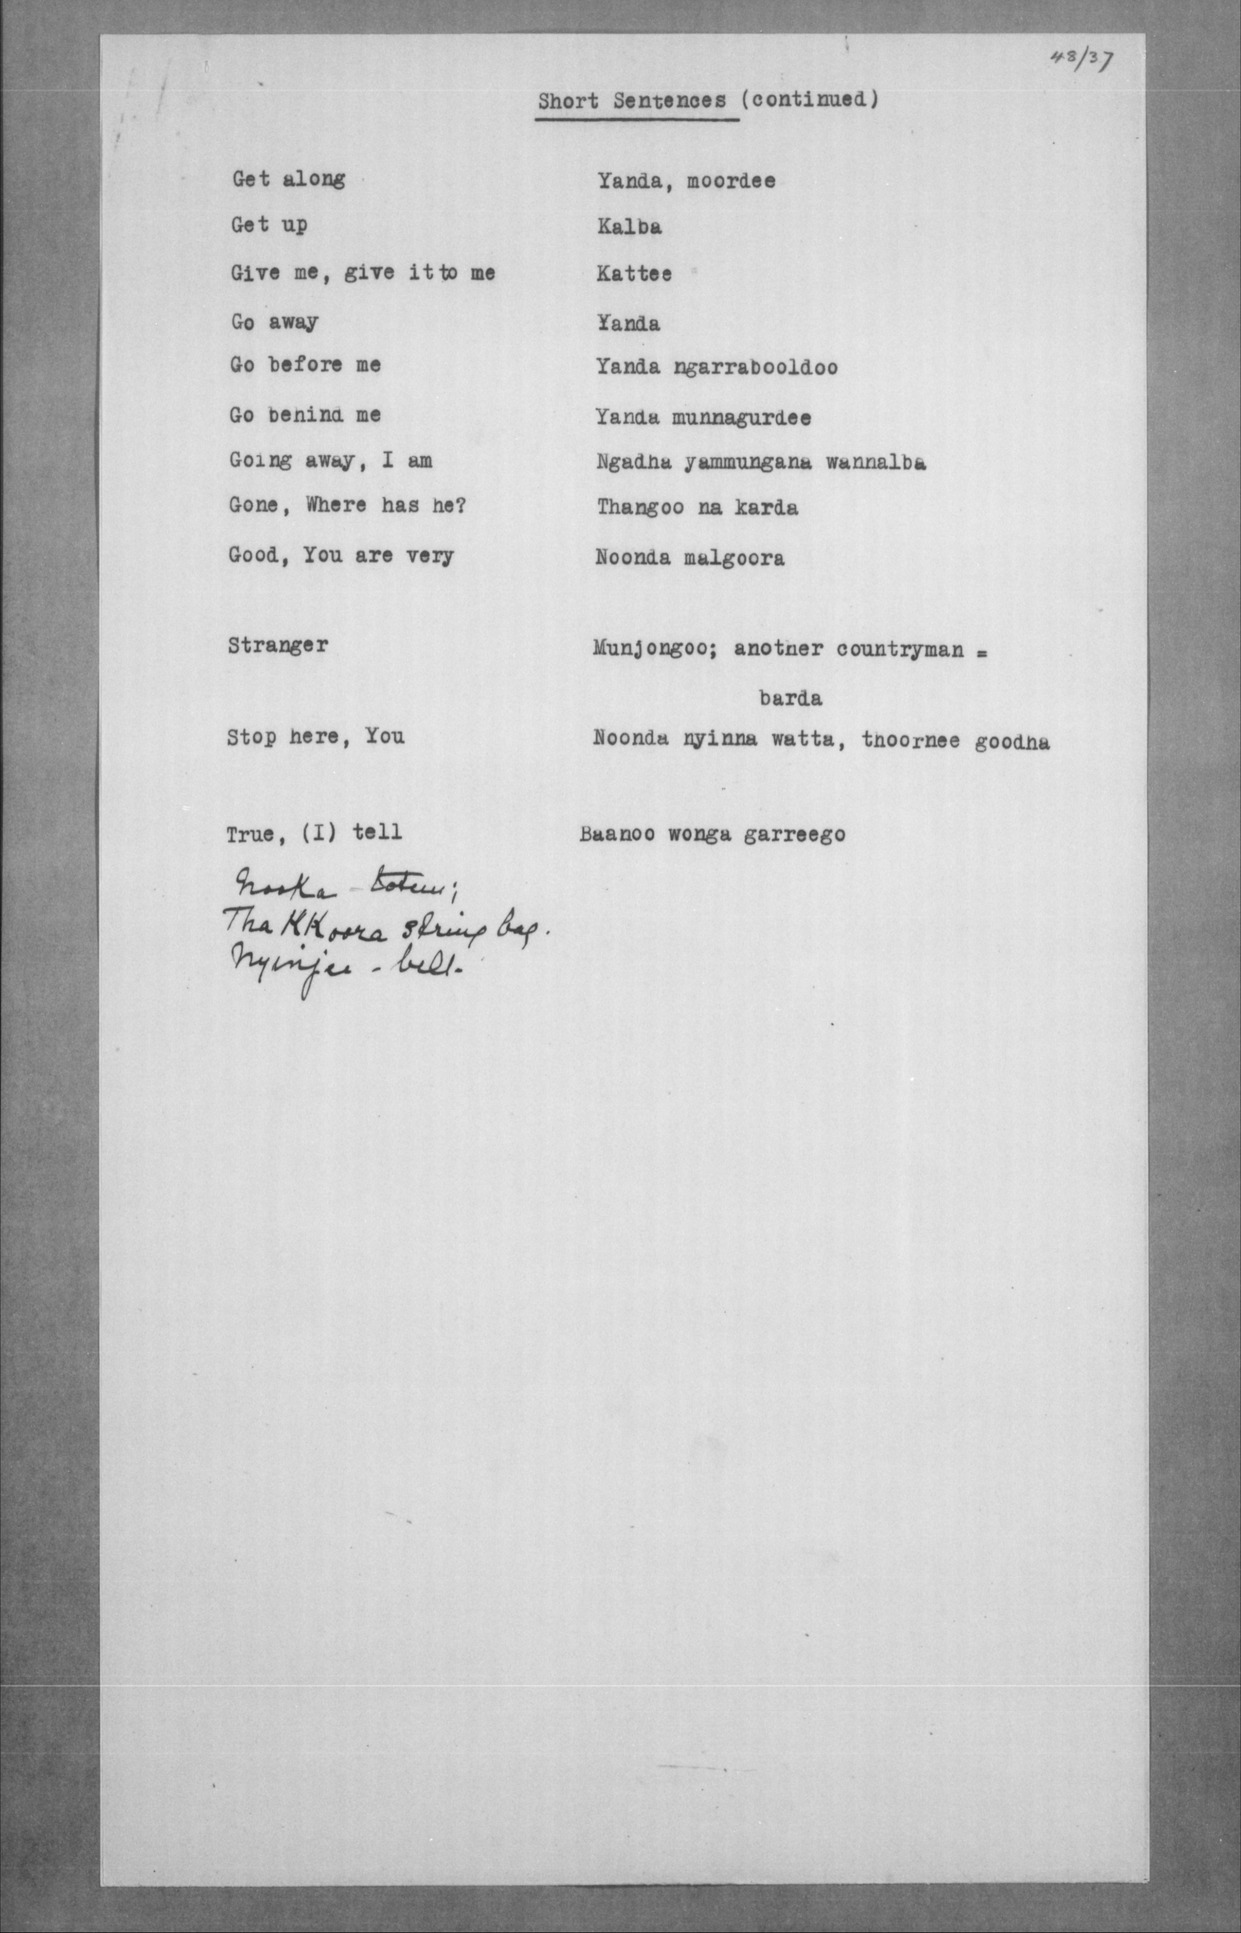 48/37
Short Sentences (continued)
Get along Yanda, moordee
Get up Kalba
Give me, give it to me Kattee
Go away Yanda
Go before me Yanda ngarrabooldoo
Go behind me Yanda munnagurdee
Going away, I am Ngadha yammungana wannalba
Gone, Where has he? Thangoo na karda
Good, You are very Noonda malgoora
Stranger Munjongoo; another countryman =
barda
Stop here, You Noonda nyinna watta, thoornee goodha
True, (I) tell Baanoo wonga garreego
totem;
ThaKKoora string bag.
Nyinjee - belt.